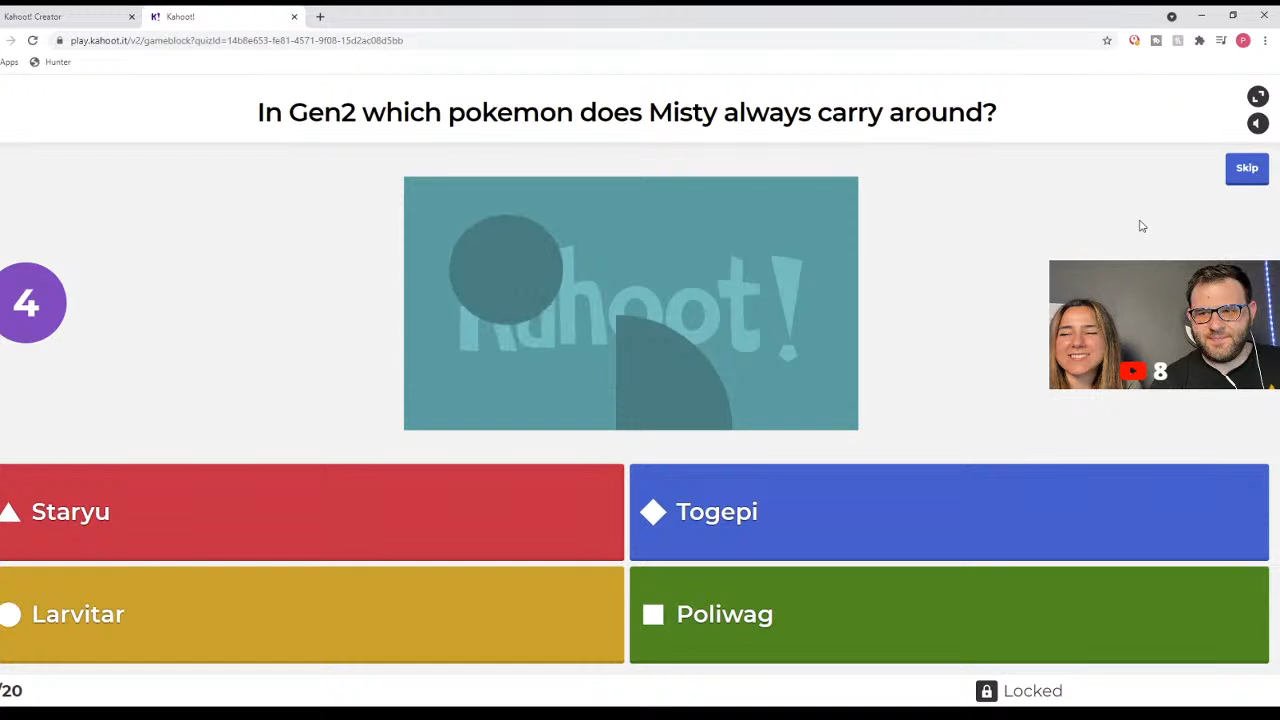 Kahoot! Creator
K! Kahoot!
play.kahoot.it/v2/gameblock?quizId=14b8e653-fe81-4571-9f08-15d2ac08d5bb
P
Apps
Hunter
In Gen2 which pokemon does Misty always carry around?
Skip
Kahoot!
4
8
Staryu
Togepi
Larvitar
Poliwag
/20
Locked